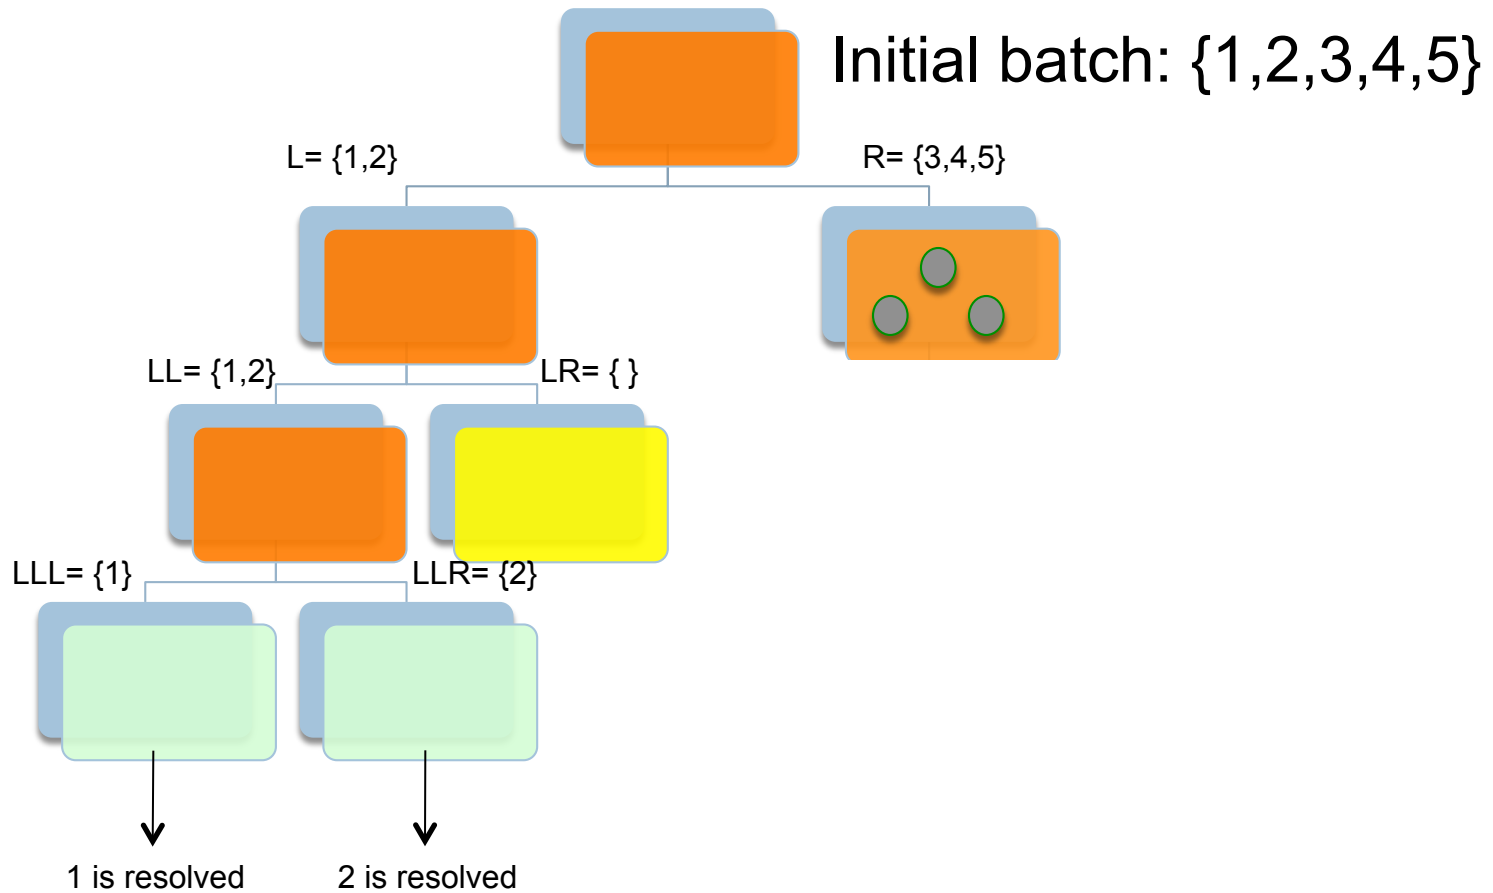 Initial batch: {1,2,3,4,5}
L= {1,2}
R= {3,4,5}
LL= {1,2}
LR= { }
LLL= {1}
LLR= {2}
1 is resolved
2 is resolved